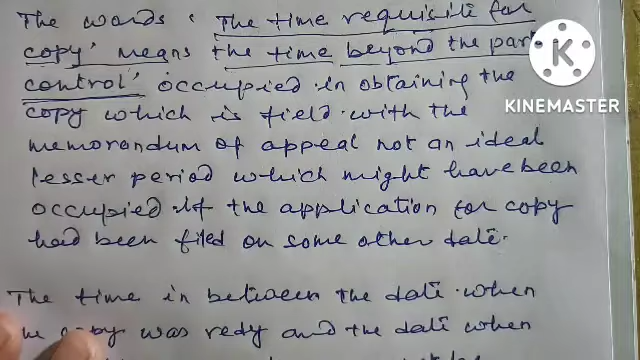 The words 'The time requisite for
copy' means the time beyond the part
control' occupied in obtaining the
copy which is field with the
memorandum of appeal not an ideal
lesser period which might have been
occupied if the application for copy
had been filed on some other date.
The time in between the date when
copy was redy and the date when
K
KINEMASTER